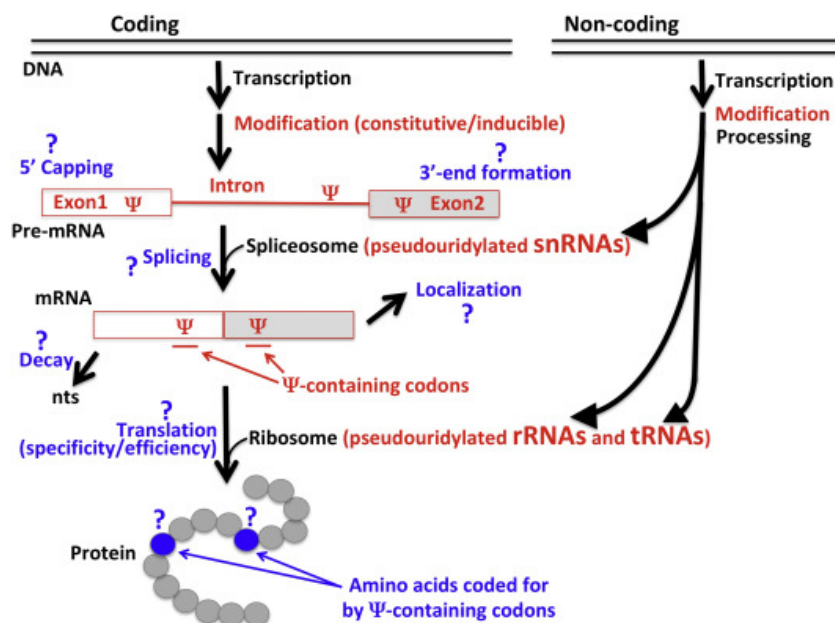 Coding
Non-coding
DNA
Transcription
Transcription
Modification (constitutive/inducible)
Modification
Processing
?
5' Capping
?
3'-end formation
Intron
Ψ
Exon1 Ψ
Ψ Exon2
Pre-mRNA
? Splicing
Spliceosome (pseudouridylated snRNAs)
mRNA
Localization
?
Ψ
Ψ
?
Decay
nts
Ψ-containing codons
?
Translation
(specificity/efficiency)
Ribosome (pseudouridylated rRNAs and tRNAs)
?
?
Protein
Amino acids coded for
by Ψ-containing codons